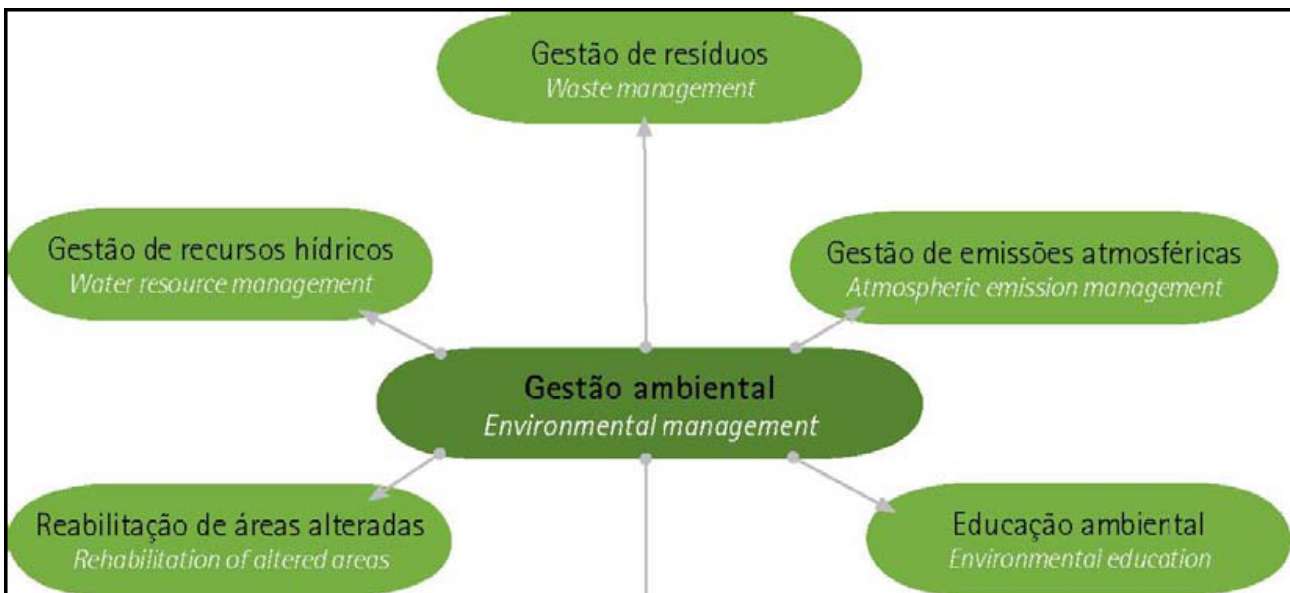 Gestão de resíduos
Waste management
Gestão de recursos hídricos
Water resource management
Gestão de emissões atmosféricas
Atmospheric emission management
Gestão ambiental
Environmental management
Reabilitação de áreas alteradas
Rehabilitation of altered areas
Educação ambiental
Environmental education